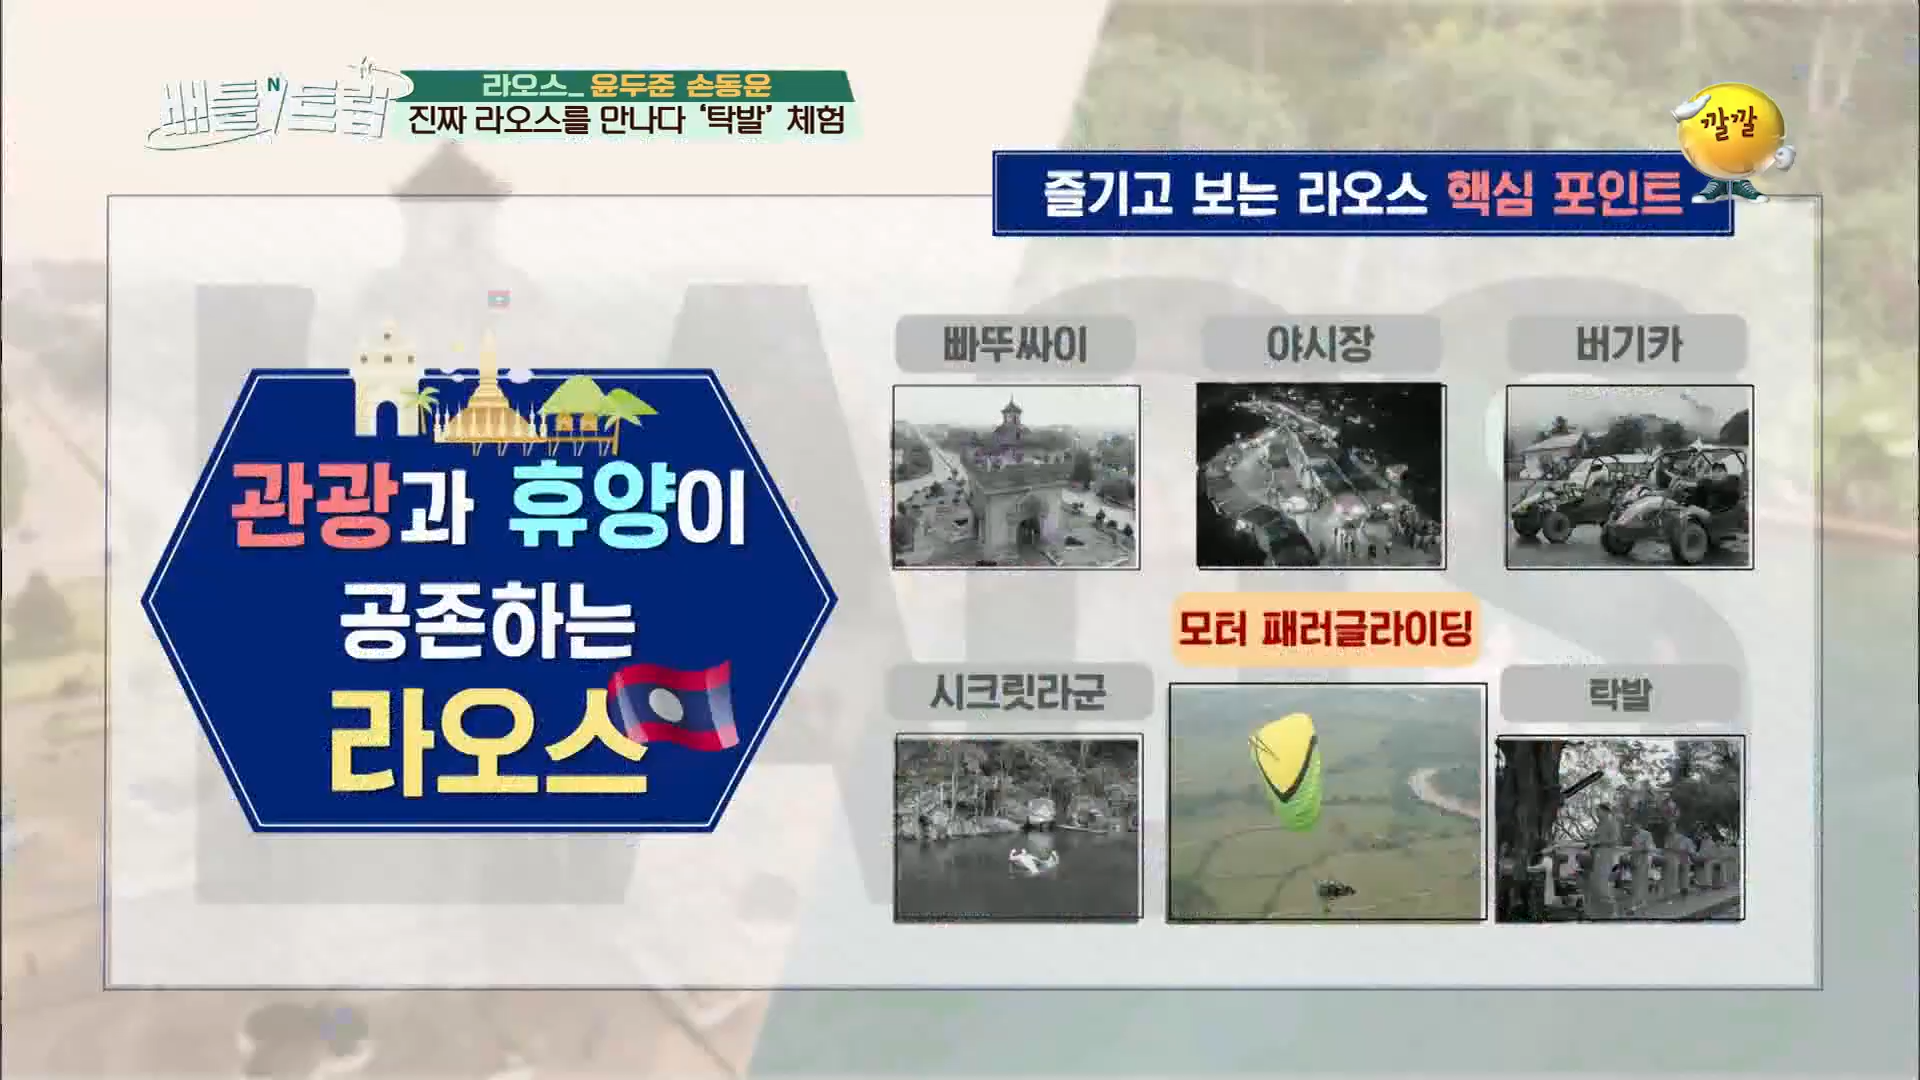 배틀트립
N
라오스_ 윤두준 손동운
진짜 라오스를 만나다 ‘탁발’ 체험
깔깔
즐기고 보는 라오스 핵심 포인트
관광과 휴양이
공존하는
라오스
빠뚜싸이
야시장
버기카
시크릿라군
모터 패러글라이딩
탁발